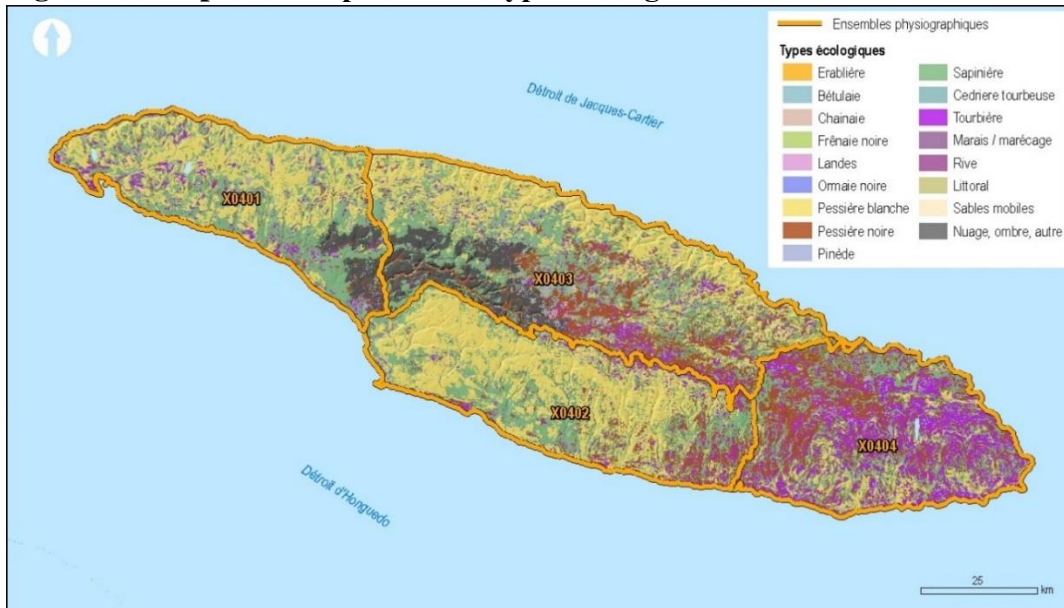 Ensembles physiographiques
Types écologiques
Erablière
Bétulaie
Chainaie
Frênaie noire
Landes
Ormaie noire
Pessière blanche
Pessière noire
Pinède
Sapinière
Cedriere tourbeuse
Tourbière
Marais / marécage
Rive
Littoral
Sables mobiles
Nuage, ombre, autre
Détroit de Jacques-Cartier
X0401
X0403
X0402
X0404
Détroit d'Honguedo
25
km